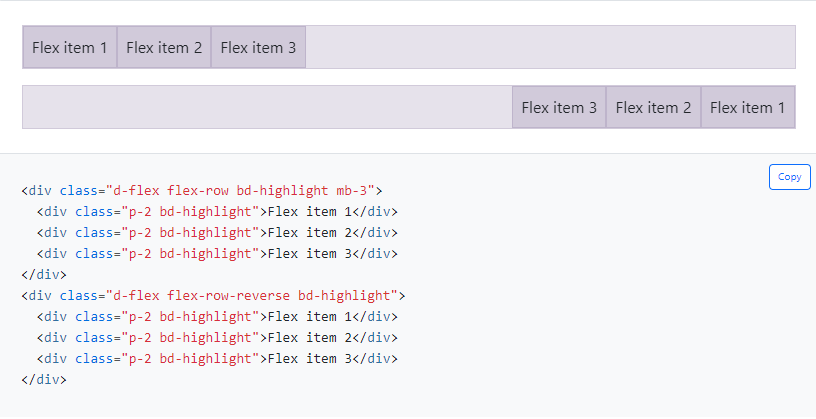 Flex item 1 Flex item 2 Flex item 3
Flex item 3 Flex item 2 Flex item 1
Copy
<div class="d-flex flex-row bd-highlight mb-3">
  <div class="p-2 bd-highlight">Flex item 1</div>
  <div class="p-2 bd-highlight">Flex item 2</div>
  <div class="p-2 bd-highlight">Flex item 3</div>
</div>
<div class="d-flex flex-row-reverse bd-highlight">
  <div class="p-2 bd-highlight">Flex item 1</div>
  <div class="p-2 bd-highlight">Flex item 2</div>
  <div class="p-2 bd-highlight">Flex item 3</div>
</div>